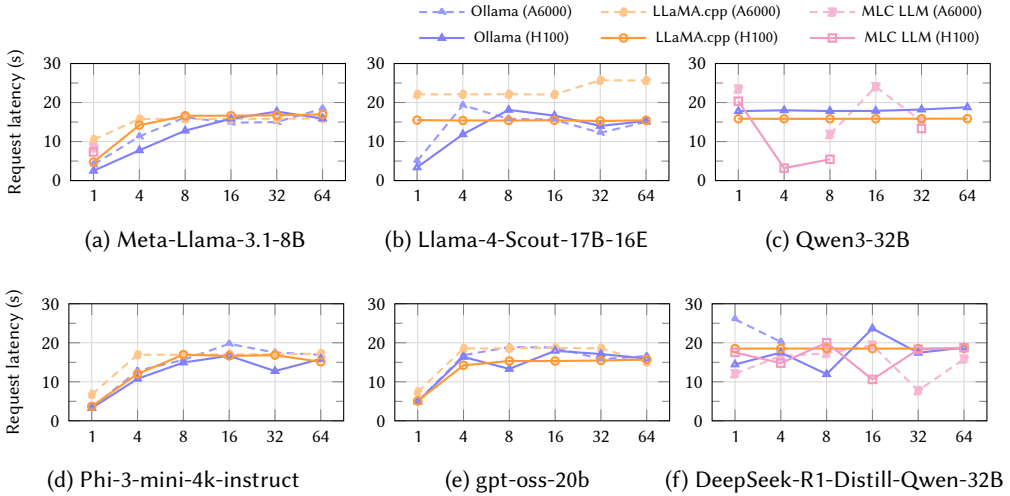 Ollama (A6000) LLaMA.cpp (A6000) MLC LLM (A6000)
Ollama (H100) LLaMA.cpp (H100) MLC LLM (H100)
Request latency (s)
30
20
10
0
1 4 8 16 32 64
(a) Meta-Llama-3.1-8B
30
20
10
0
1 4 8 16 32 64
(b) Llama-4-Scout-17B-16E
30
20
10
0
1 4 8 16 32 64
(c) Qwen3-32B
Request latency (s)
30
20
10
0
1 4 8 16 32 64
(d) Phi-3-mini-4k-instruct
30
20
10
0
1 4 8 16 32 64
(e) gpt-oss-20b
30
20
10
0
1 4 8 16 32 64
(f) DeepSeek-R1-Distill-Qwen-32B